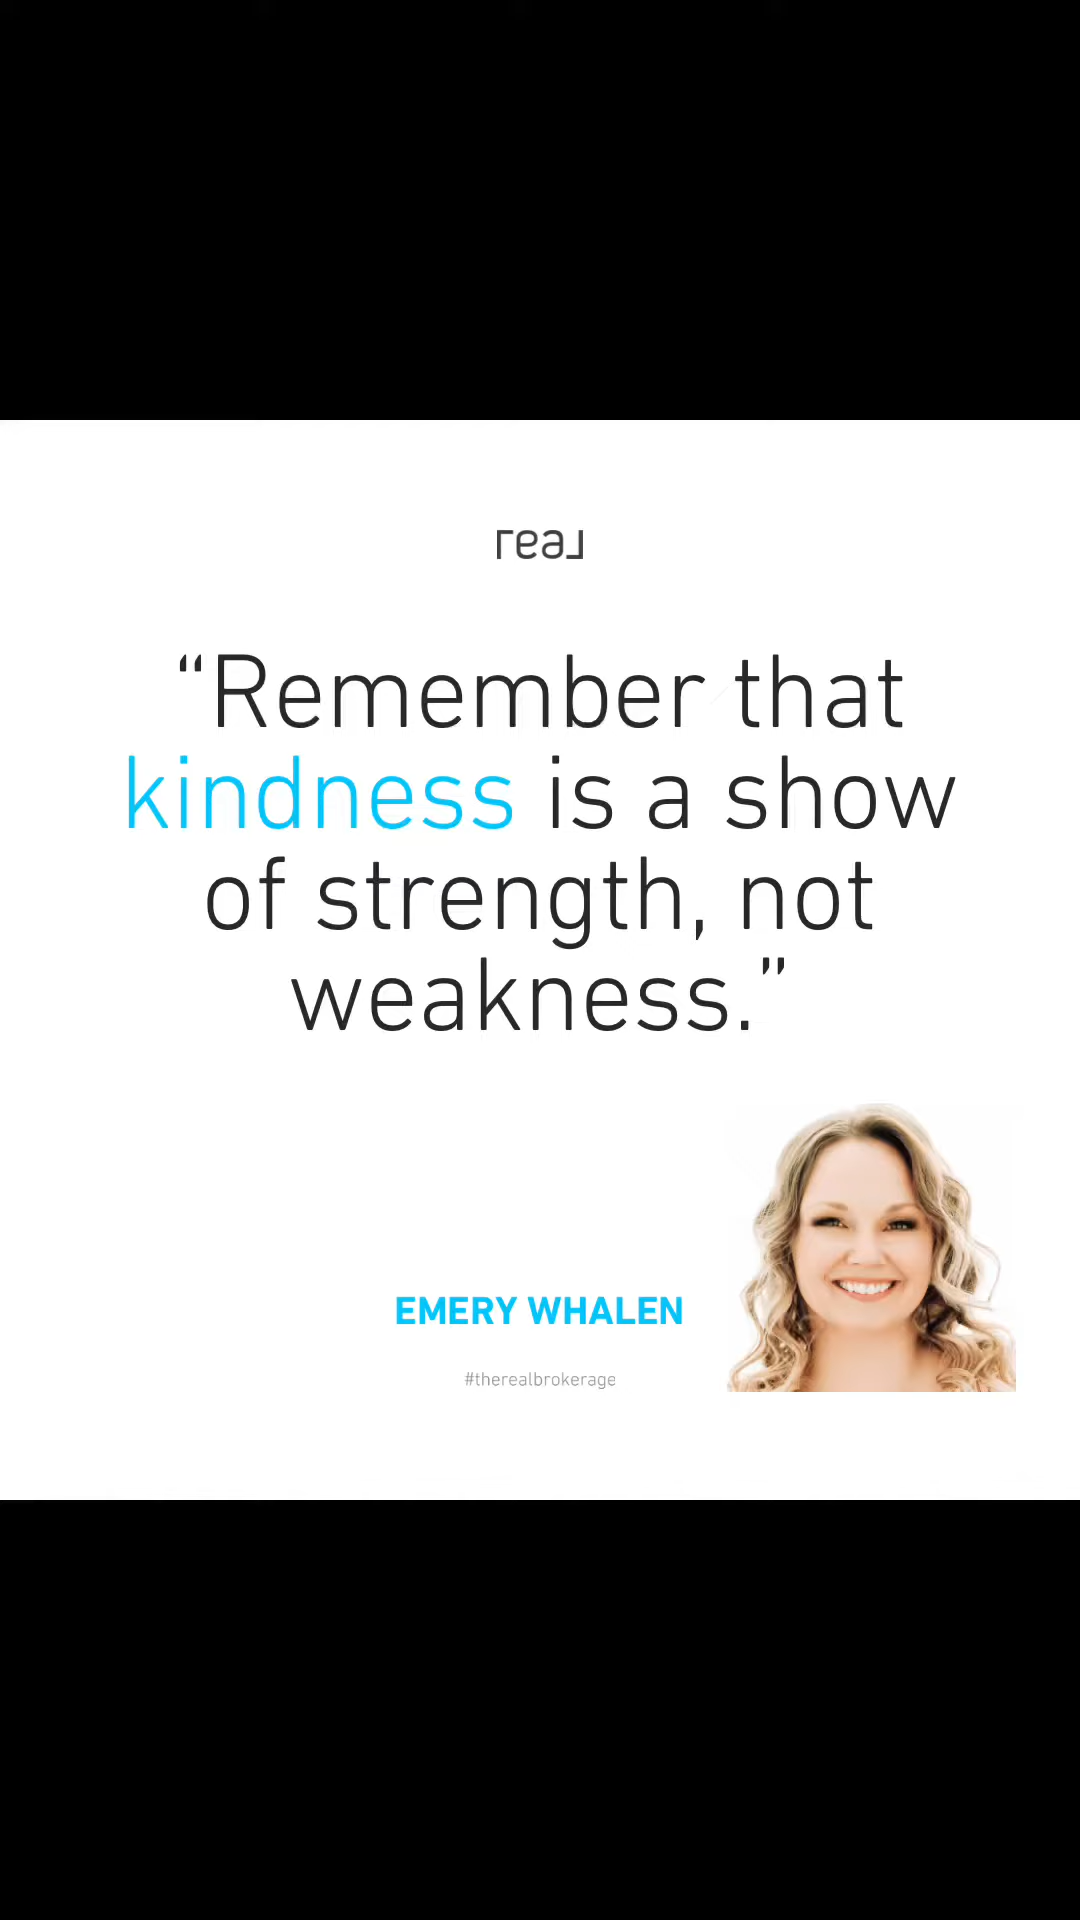 real
“Remember that
kindness is a show
of strength, not
weakness.”
EMERY WHALEN
#therealbrokerage